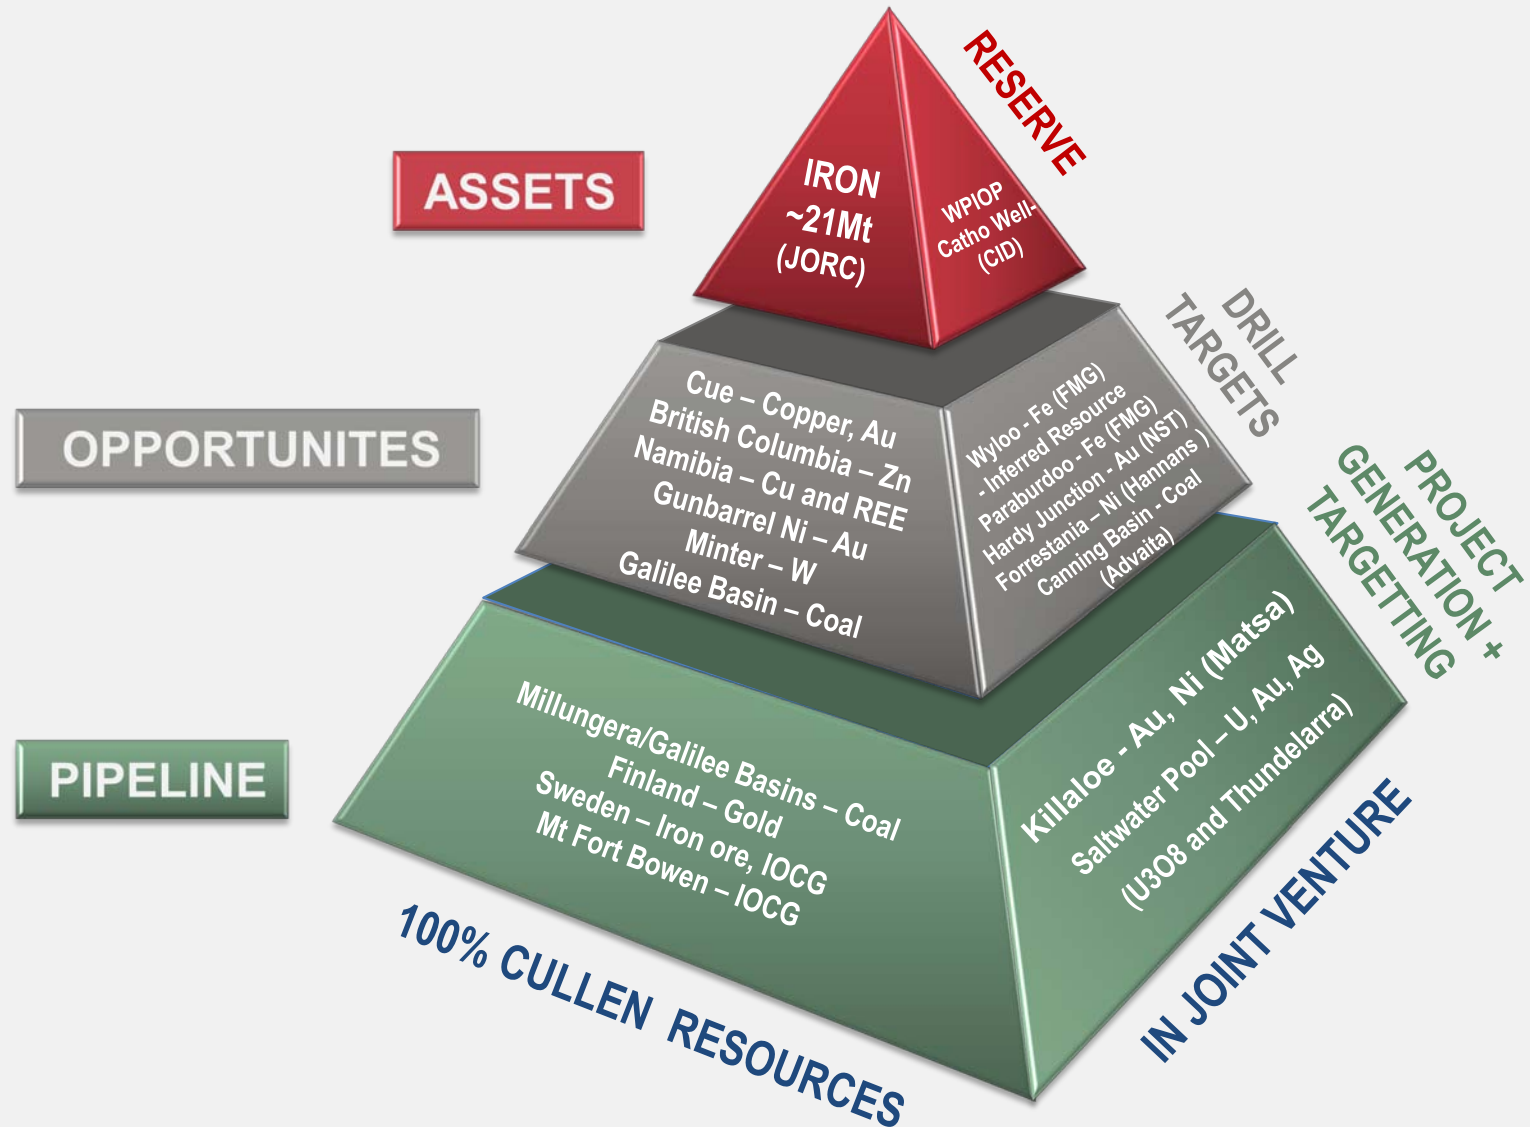 RESERVE
ASSETS
IRON
~21Mt
(JORC)
WPIOP
Catho Well-
(CID)
DRILL
TARGETS
OPPORTUNITES
Cue – Copper, Au
British Columbia – Zn
Namibia – Cu and REE
Gunbarrel Ni – Au
Minter – W
Galilee Basin – Coal
Wyloo - Fe (FMG)
- Inferred Resource
Paraburdoo - Fe (FMG)
Hardy Junction - Au (NST)
Forrestania – Ni (Hannans )
Canning Basin - Coal
(Advaita)
PROJECT
GENERATION +
TARGETTING
PIPELINE
Millungera/Galilee Basins – Coal
Finland – Gold
Sweden – Iron ore, IOCG
Mt Fort Bowen – IOCG
Killaloe - Au, Ni (Matsa)
Saltwater Pool – U, Au, Ag
(U3O8 and Thundelarra)
100% CULLEN RESOURCES
IN JOINT VENTURE